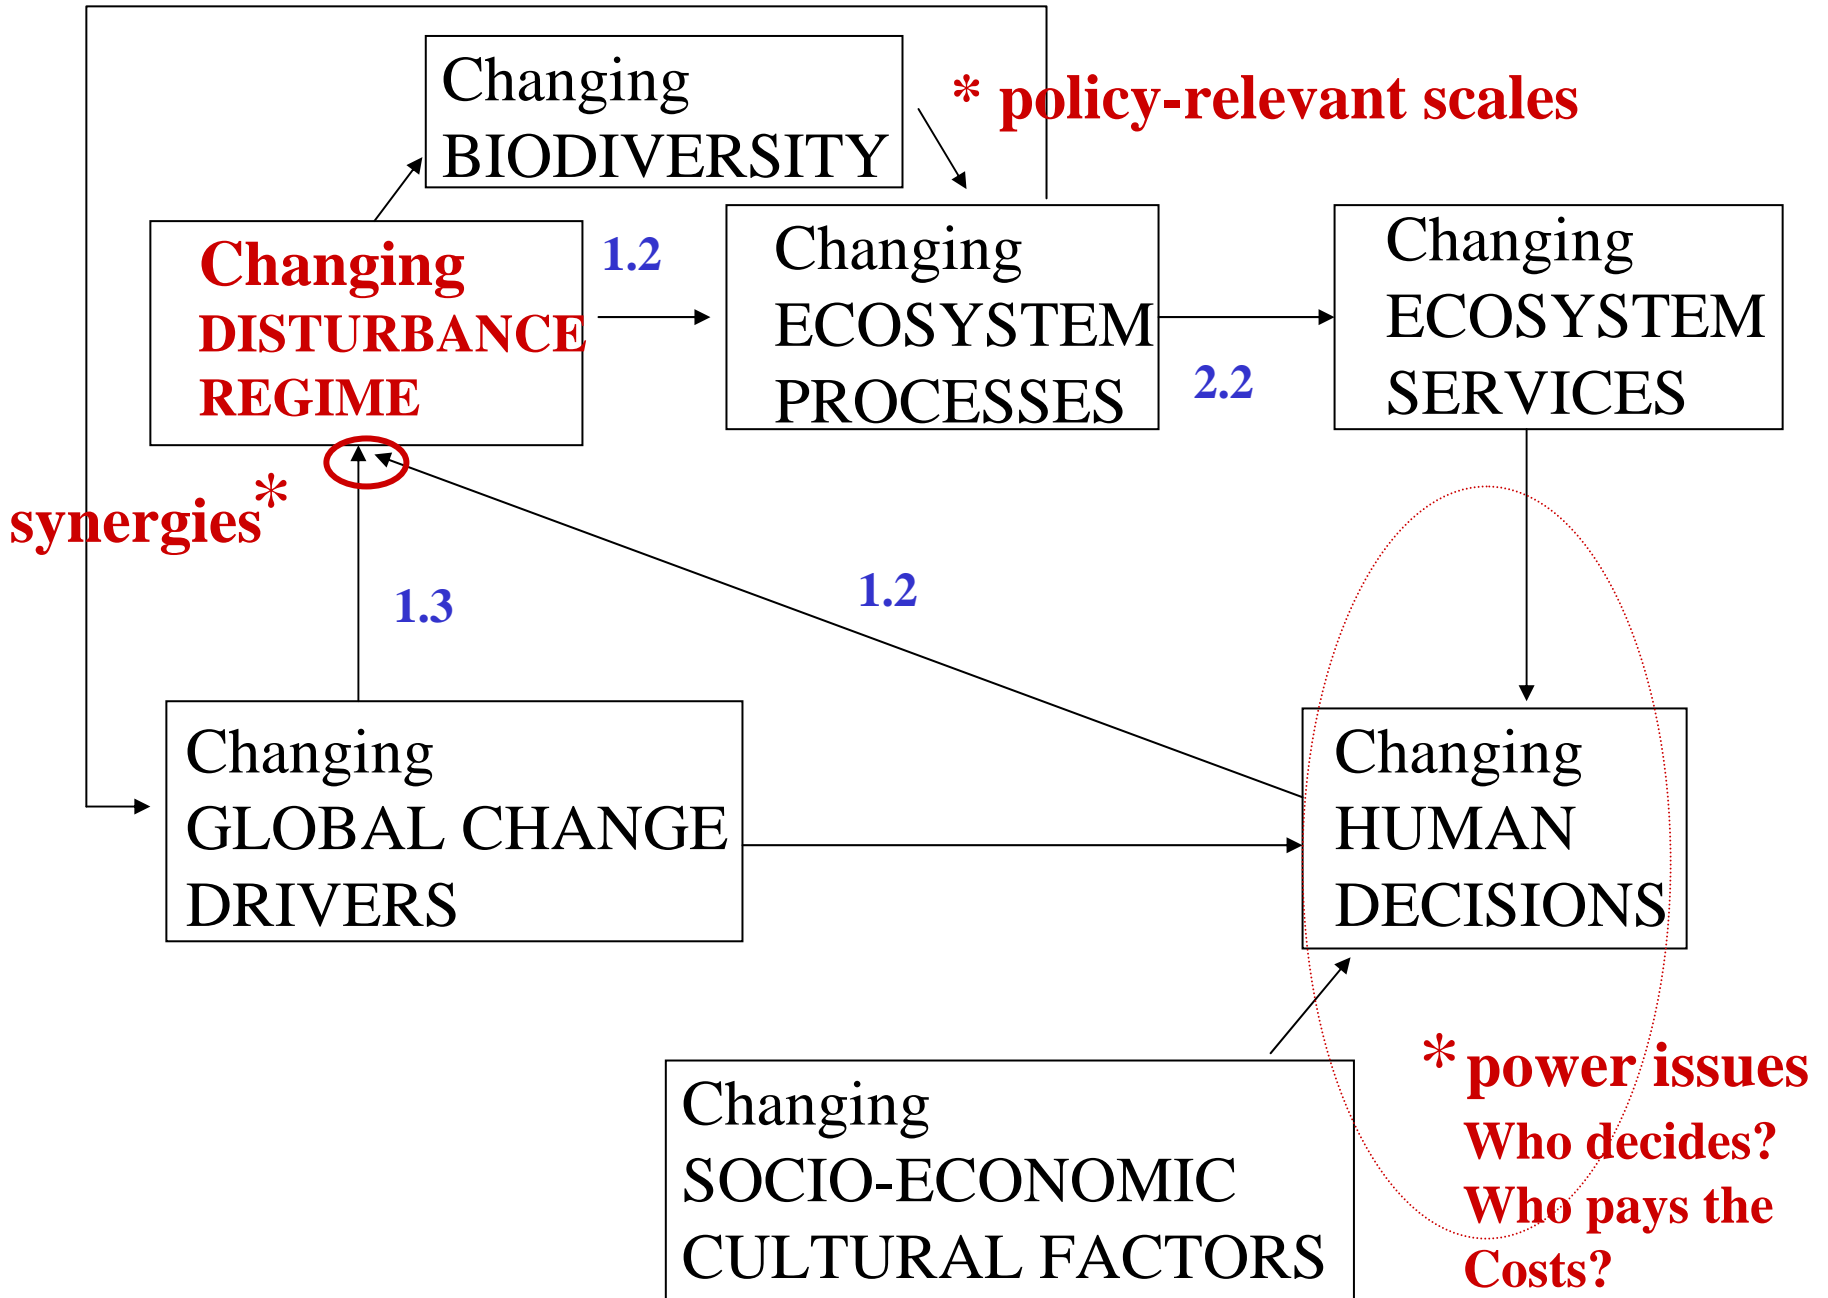 Changing
BIODIVERSITY
* policy-relevant scales
Changing
DISTURBANCE
REGIME
1.2
Changing
ECOSYSTEM
PROCESSES
2.2
Changing
ECOSYSTEM
SERVICES
synergies*
1.3
1.2
Changing
GLOBAL CHANGE
DRIVERS
Changing
HUMAN
DECISIONS
Changing
SOCIO-ECONOMIC
CULTURAL FACTORS
* power issues
Who decides?
Who pays the
Costs?